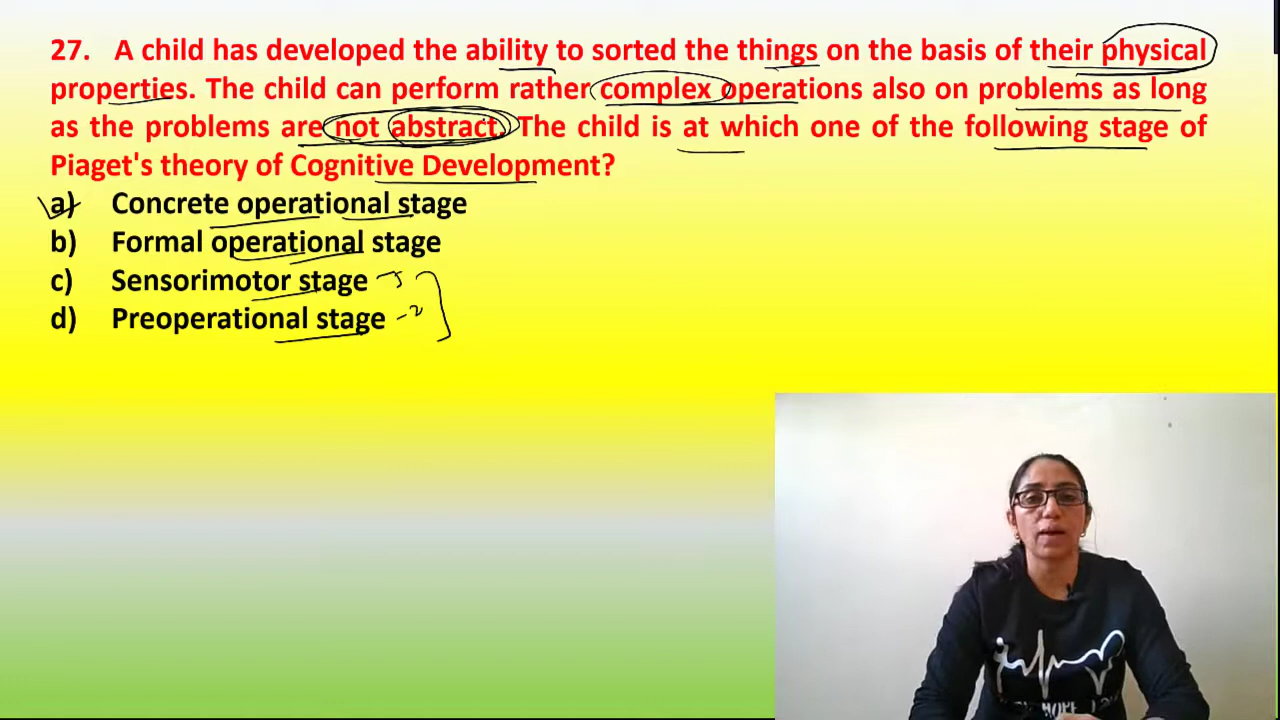 27. A child has developed the ability to sorted the things on the basis of their physical
properties. The child can perform rather complex operations also on problems as long
as the problems are not abstract. The child is at which one of the following stage of
Piaget's theory of Cognitive Development?
a) Concrete operational stage
b) Formal operational stage
c) Sensorimotor stage
d) Preoperational stage
HOPE